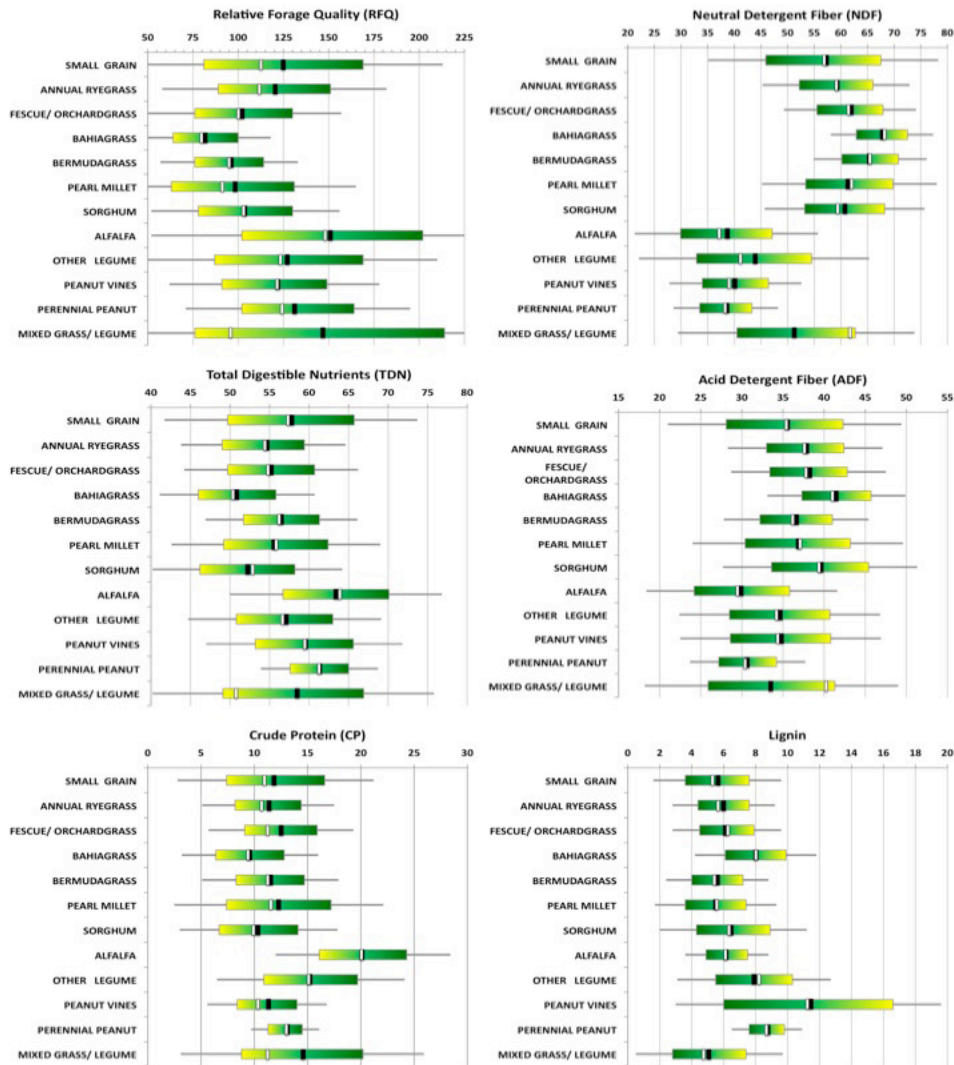 Relative Forage Quality (RFQ)
50 75 100 125 150 175 200 225
SMALL GRAIN
ANNUAL RYEGRASS
FESCUE/ ORCHARDGRASS
BAHIAGRASS
BERMUDAGRASS
PEARL MILLET
SORGHUM
ALFALFA
OTHER LEGUME
PEANUT VINES
PERENNIAL PEANUT
MIXED GRASS/ LEGUME
Neutral Detergent Fiber (NDF)
20 25 30 35 40 45 50 55 60 65 70 75 80
SMALL GRAIN
ANNUAL RYEGRASS
FESCUE/ ORCHARDGRASS
BAHIAGRASS
BERMUDAGRASS
PEARL MILLET
SORGHUM
ALFALFA
OTHER LEGUME
PEANUT VINES
PERENNIAL PEANUT
MIXED GRASS/ LEGUME
Total Digestible Nutrients (TDN)
40 45 50 55 60 65 70 75 80
SMALL GRAIN
ANNUAL RYEGRASS
FESCUE/ ORCHARDGRASS
BAHIAGRASS
BERMUDAGRASS
PEARL MILLET
SORGHUM
ALFALFA
OTHER LEGUME
PEANUT VINES
PERENNIAL PEANUT
MIXED GRASS/ LEGUME
Acid Detergent Fiber (ADF)
15 20 25 30 35 40 45 50 55
SMALL GRAIN
ANNUAL RYEGRASS
FESCUE/
ORCHARDGRASS
BAHIAGRASS
BERMUDAGRASS
PEARL MILLET
SORGHUM
ALFALFA
OTHER LEGUME
PEANUT VINES
PERENNIAL PEANUT
MIXED GRASS/ LEGUME
Crude Protein (CP)
0 5 10 15 20 25 30
SMALL GRAIN
ANNUAL RYEGRASS
FESCUE/ ORCHARDGRASS
BAHIAGRASS
BERMUDAGRASS
PEARL MILLET
SORGHUM
ALFALFA
OTHER LEGUME
PEANUT VINES
PERENNIAL PEANUT
MIXED GRASS/ LEGUME
Lignin
0 2 4 6 8 10 12 14 16 18 20
SMALL GRAIN
ANNUAL RYEGRASS
FESCUE/ ORCHARDGRASS
BAHIAGRASS
BERMUDAGRASS
PEARL MILLET
SORGHUM
ALFALFA
OTHER LEGUME
PEANUT VINES
PERENNIAL PEANUT
MIXED GRASS/ LEGUME